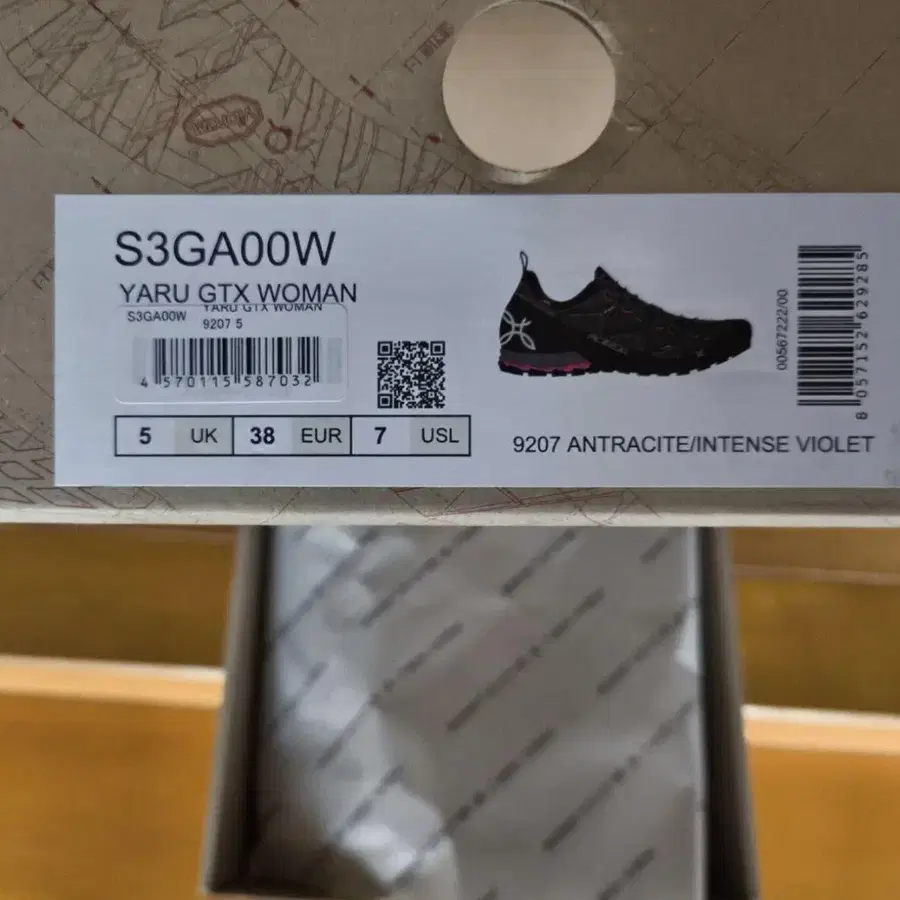 S3GA00W
YARU GTX WOMAN
YARU GTX WOMAN
S3GA00W
9207 5
4 570115 587032
5 UK 38 EUR 7 USL
9207 ANTRACITE/INTENSE VIOLET
00567222/00
8 057152 629285